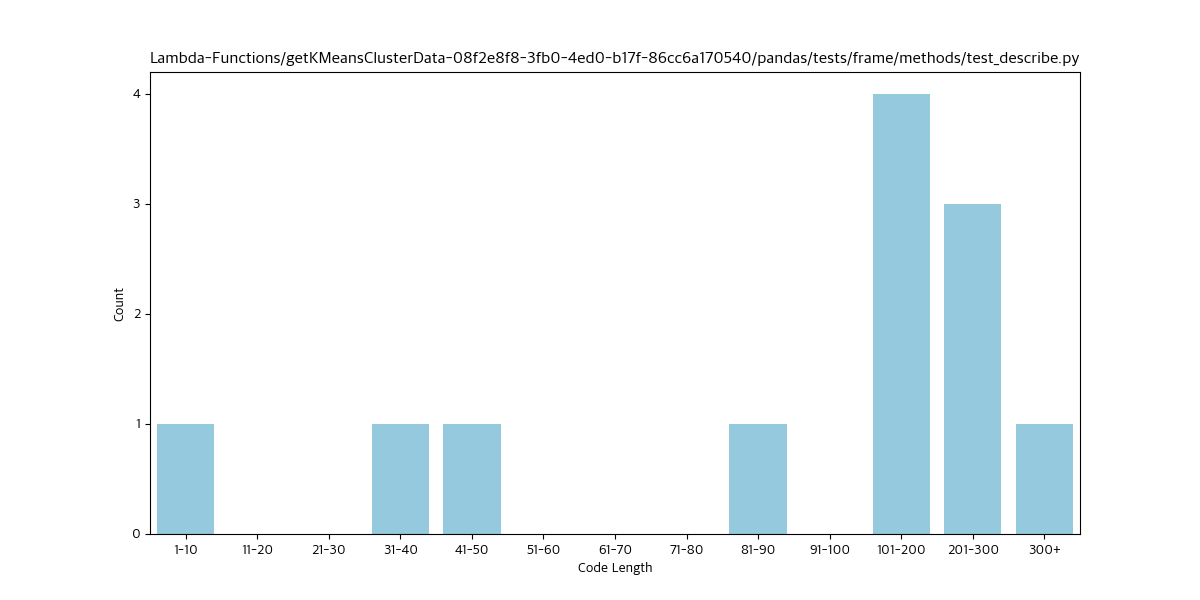 Lambda-Functions/getKMeansClusterData-08f2e8f8-3fb0-4ed0-b17f-86cc6a170540/pandas/tests/frame/methods/test_describe.py
4
3
2
1
0
Count
1-10 11-20 21-30 31-40 41-50 51-60 61-70 71-80 81-90 91-100 101-200 201-300 300+
Code Length